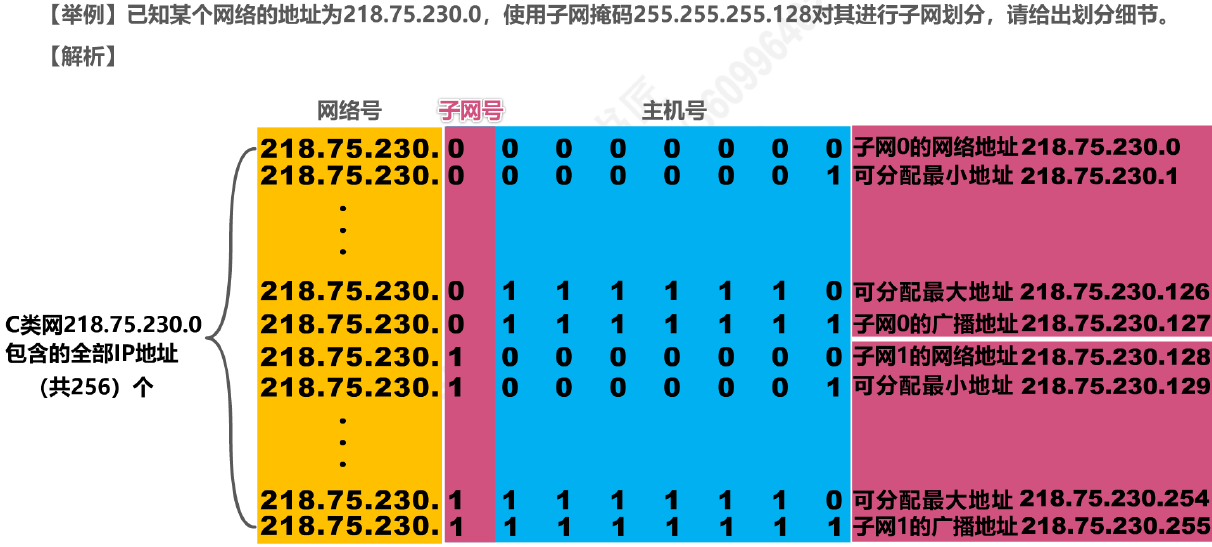 【举例】已知某个网络的地址为218.75.230.0，使用子网掩码255.255.255.128对其进行子网划分，请给出划分细节。
【解析】
网络号 子网号 主机号
218.75.230. 0 0 0 0 0 0 0 0 子网0的网络地址 218.75.230.0
218.75.230. 0 0 0 0 0 0 0 1 可分配最小地址 218.75.230.1
218.75.230. 0 1 1 1 1 1 1 0 可分配最大地址 218.75.230.126
218.75.230. 0 1 1 1 1 1 1 1 子网0的广播地址 218.75.230.127
C类网218.75.230.0
包含的全部IP地址
（共256）个
218.75.230. 1 0 0 0 0 0 0 0 子网1的网络地址 218.75.230.128
218.75.230. 1 0 0 0 0 0 0 1 可分配最小地址 218.75.230.129
218.75.230. 1 1 1 1 1 1 1 0 可分配最大地址 218.75.230.254
218.75.230. 1 1 1 1 1 1 1 1 子网1的广播地址 218.75.230.255